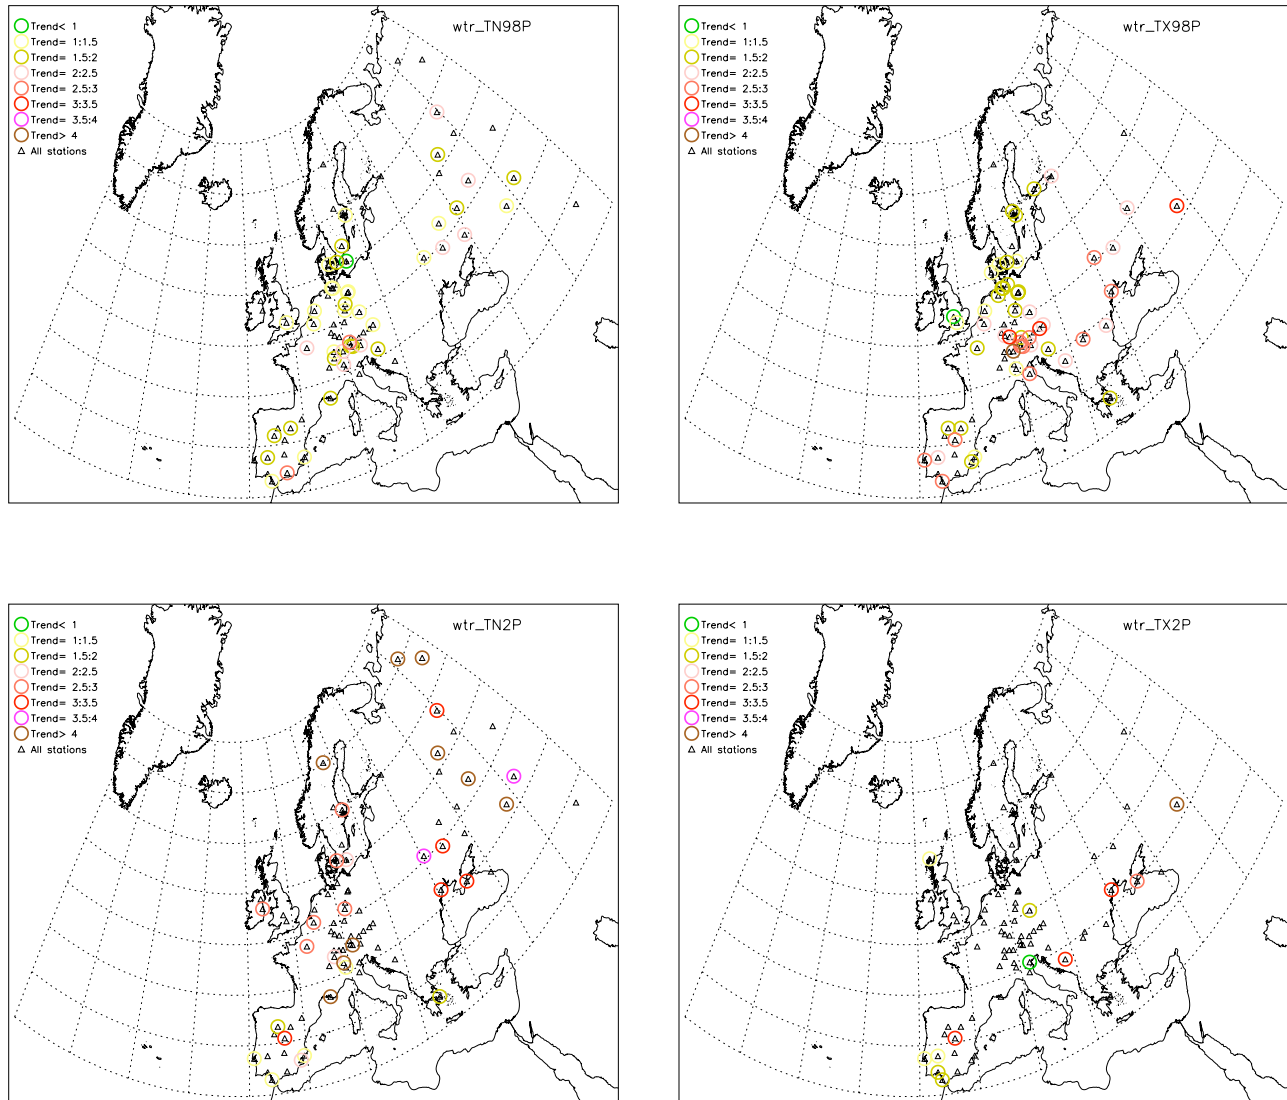 wtr_TN98P
Trend< 1
Trend= 1:1.5
Trend= 1.5:2
Trend= 2:2.5
Trend= 2.5:3
Trend= 3:3.5
Trend= 3.5:4
Trend> 4
All stations
wtr_TX98P
Trend< 1
Trend= 1:1.5
Trend= 1.5:2
Trend= 2:2.5
Trend= 2.5:3
Trend= 3:3.5
Trend= 3.5:4
Trend> 4
All stations
wtr_TN2P
Trend< 1
Trend= 1:1.5
Trend= 1.5:2
Trend= 2:2.5
Trend= 2.5:3
Trend= 3:3.5
Trend= 3.5:4
Trend> 4
All stations
wtr_TX2P
Trend< 1
Trend= 1:1.5
Trend= 1.5:2
Trend= 2:2.5
Trend= 2.5:3
Trend= 3:3.5
Trend= 3.5:4
Trend> 4
All stations